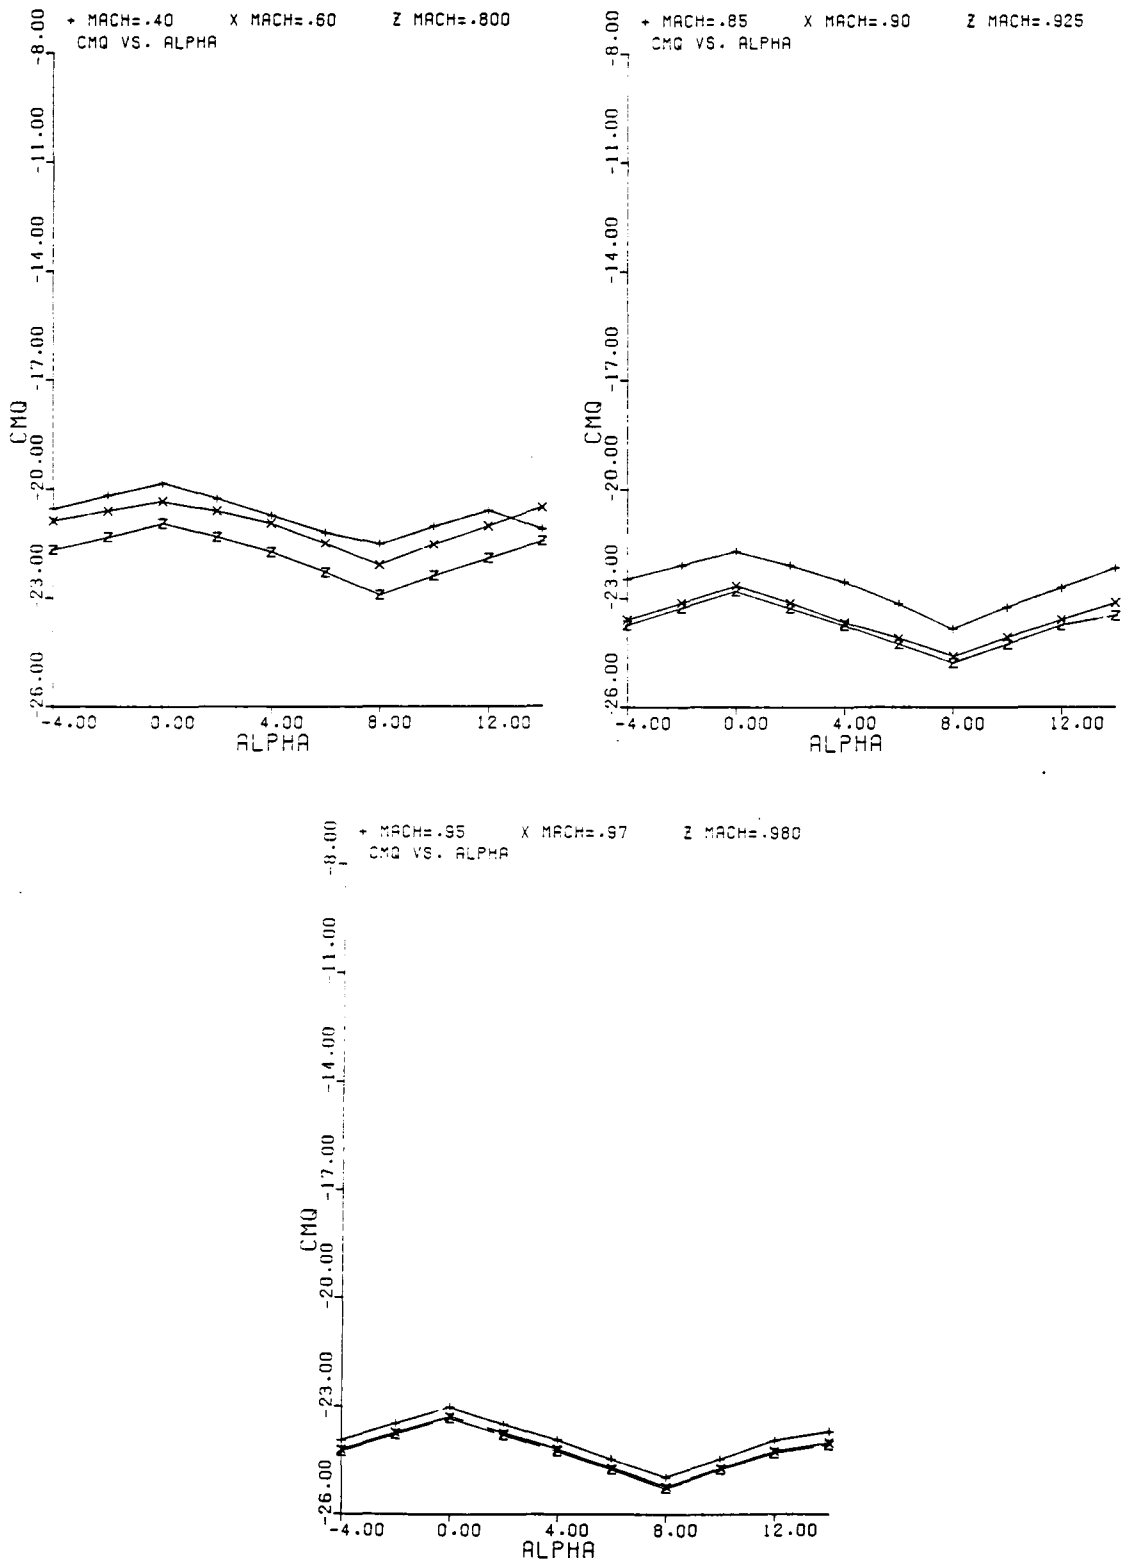 + MACH=.40 X MACH=.60 Z MACH=.800
CMQ VS. ALPHA
-8.00
-11.00
-14.00
-17.00
-20.00
-23.00
-26.00
CMQ
-4.00 0.00 4.00 8.00 12.00
ALPHA
+ MACH=.85 X MACH=.90 Z MACH=.925
CMQ VS. ALPHA
-8.00
-11.00
-14.00
-17.00
-20.00
-23.00
-26.00
CMQ
-4.00 0.00 4.00 8.00 12.00
ALPHA
+ MACH=.95 X MACH=.97 Z MACH=.980
CMQ VS. ALPHA
-8.00
-11.00
-14.00
-17.00
-20.00
-23.00
-26.00
CMQ
-4.00 0.00 4.00 8.00 12.00
ALPHA